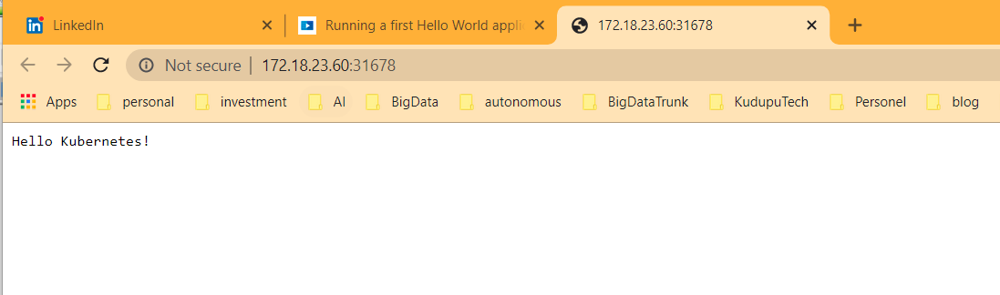 LinkedIn
Running a first Hello World applic
172.18.23.60:31678
Not secure | 172.18.23.60:31678
Apps personal investment AI BigData autonomous BigDataTrunk KudupuTech Personel blog
Hello Kubernetes!